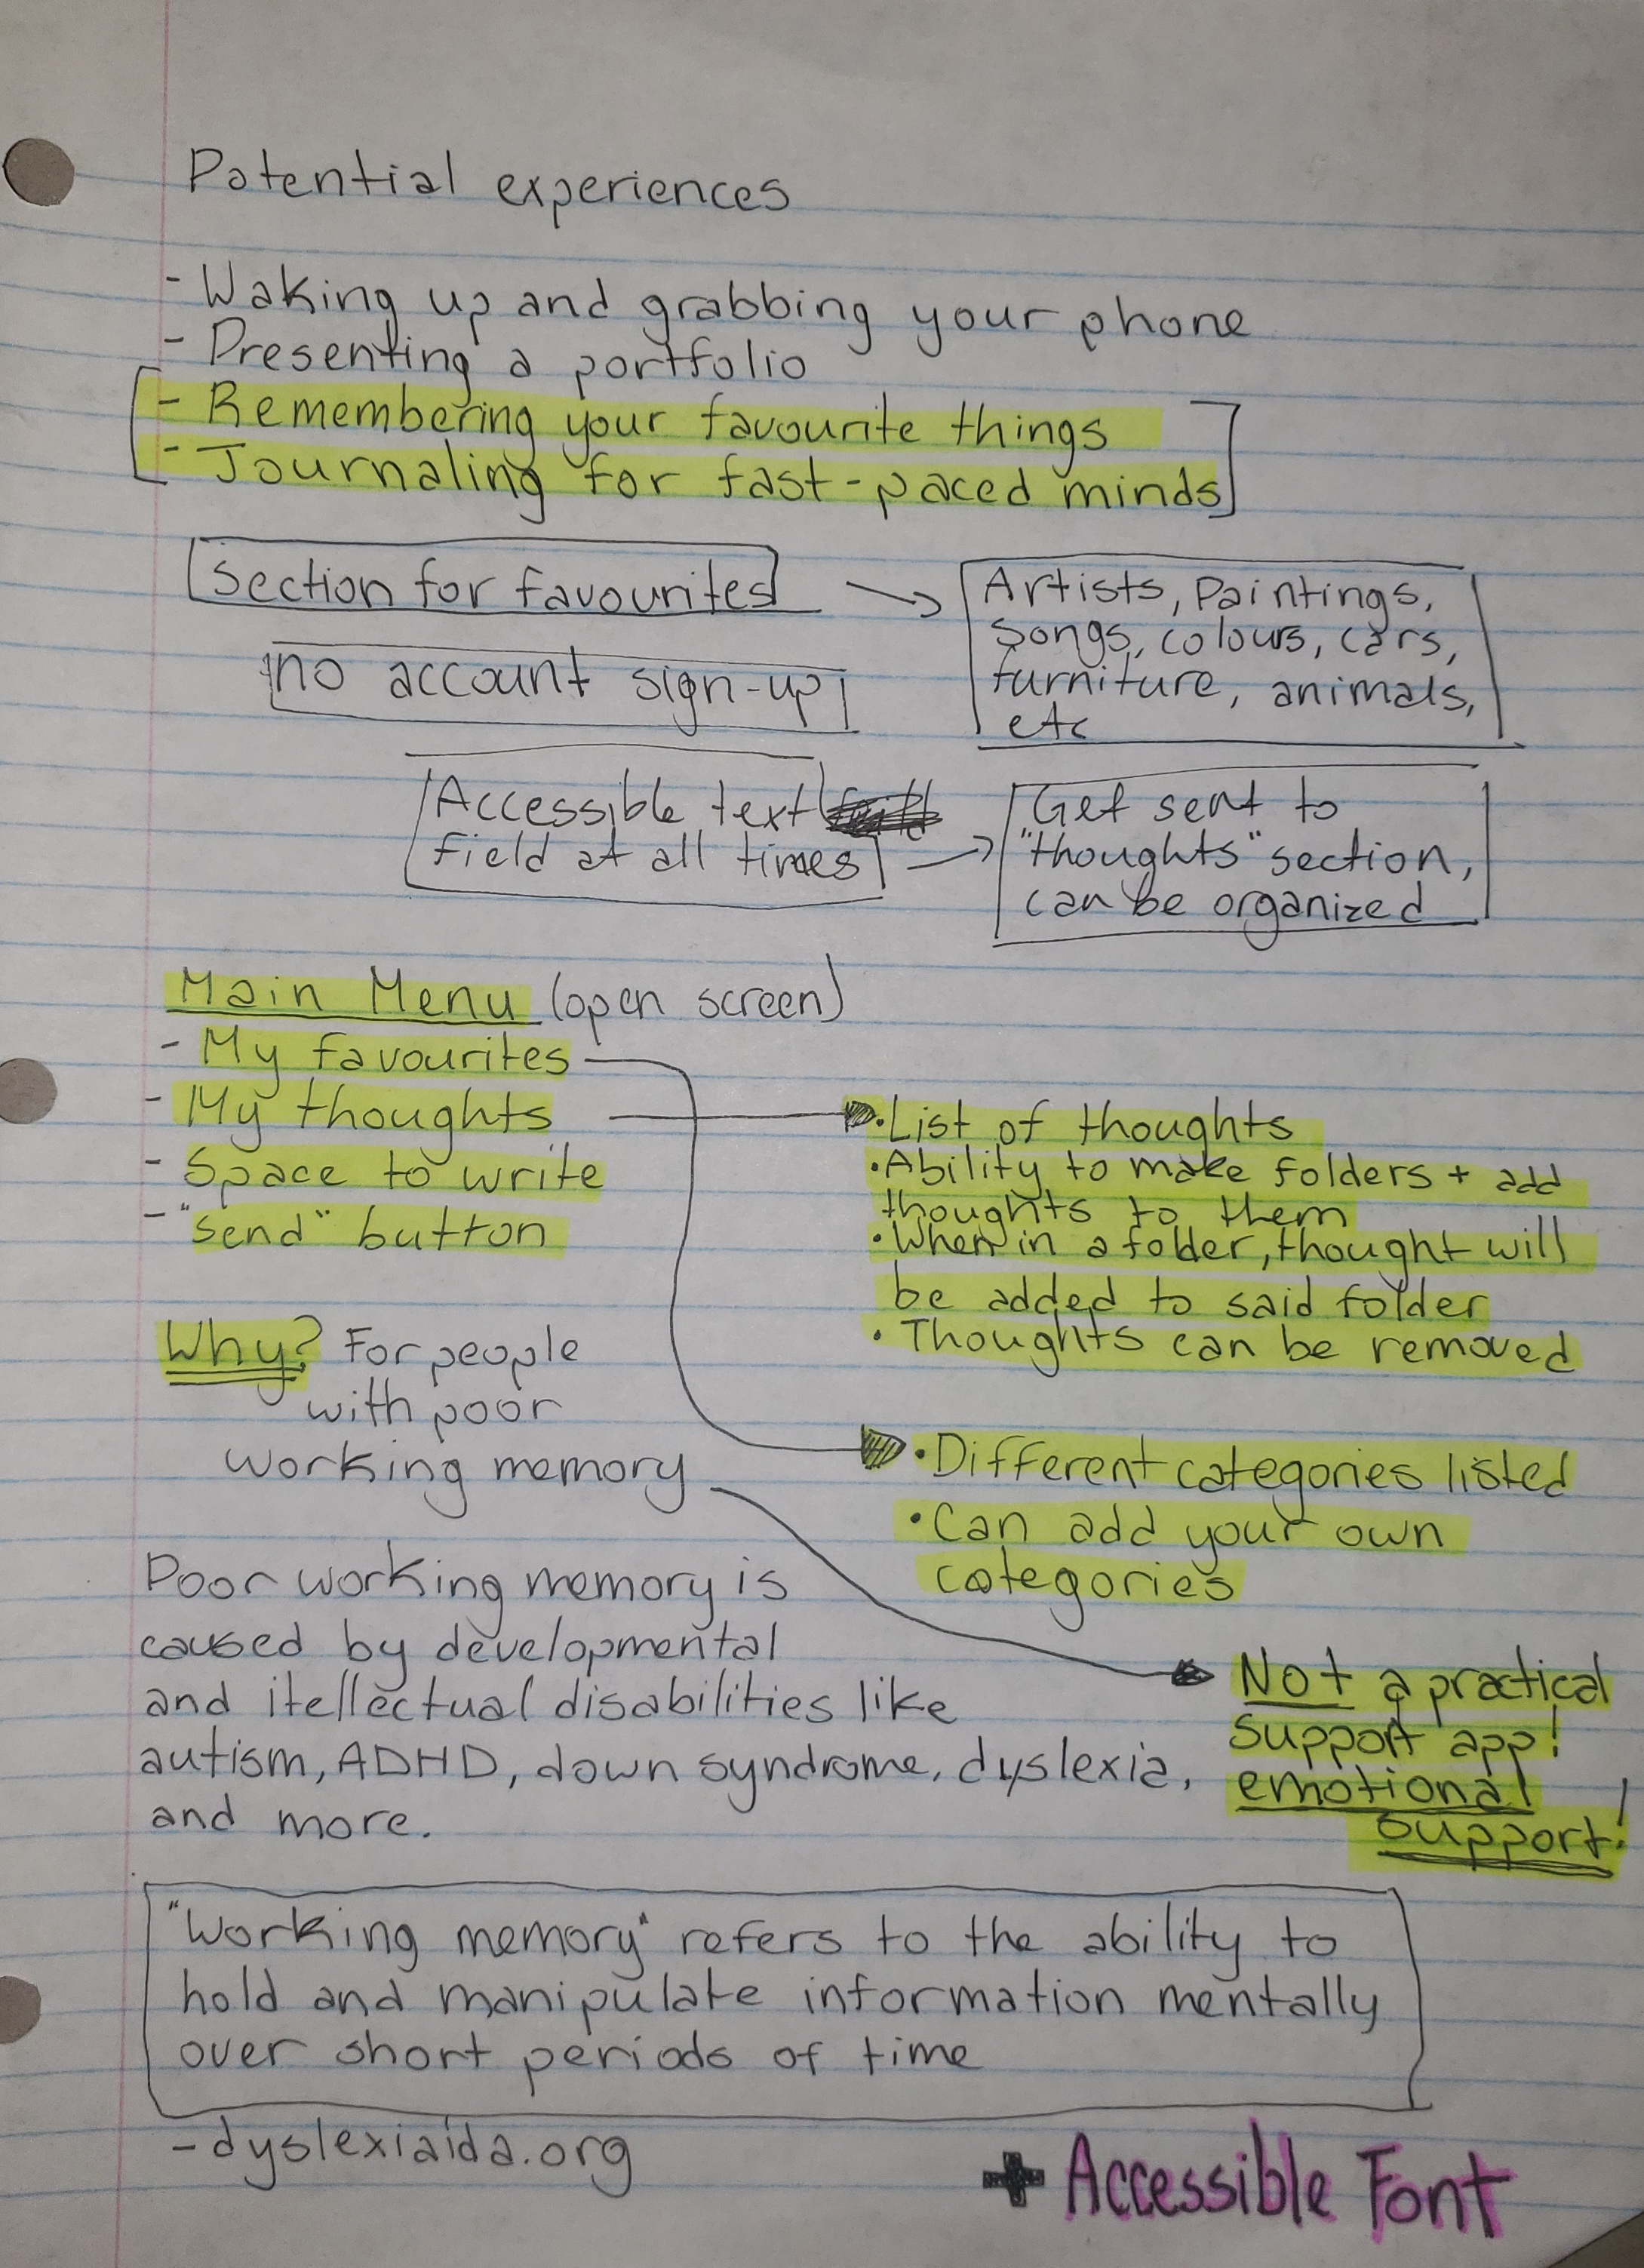 Potential experiences
- Waking up and grabbing your phone
- Presenting a portfolio
- Remembering your favourite things
- Journaling for fast-paced minds
Section for favourites
Artists, Paintings,
songs, colours, cars,
furniture, animals,
etc
no account sign-up
Accessible text
field at all times
Get sent to
"thoughts" section,
can be organized
Main Menu (open screen)
- My favourites
- My thoughts
- Space to write
- "send" button
•List of thoughts
•Ability to make folders + add
thoughts to them
•When in a folder, thought will
be added to said folder
•Thoughts can be removed
Why? For people
with poor
working memory
•Different categories listed
•Can add your own
categories
Not a practical
support app!
emotional
support!
Poor working memory is
caused by developmental
and itellectual disabilities like
autism, ADHD, down syndrome, dyslexia,
and more.
"Working memory" refers to the ability to
hold and manipulate information mentally
over short periods of time
-dyslexiaida.org
+ Accessible Font